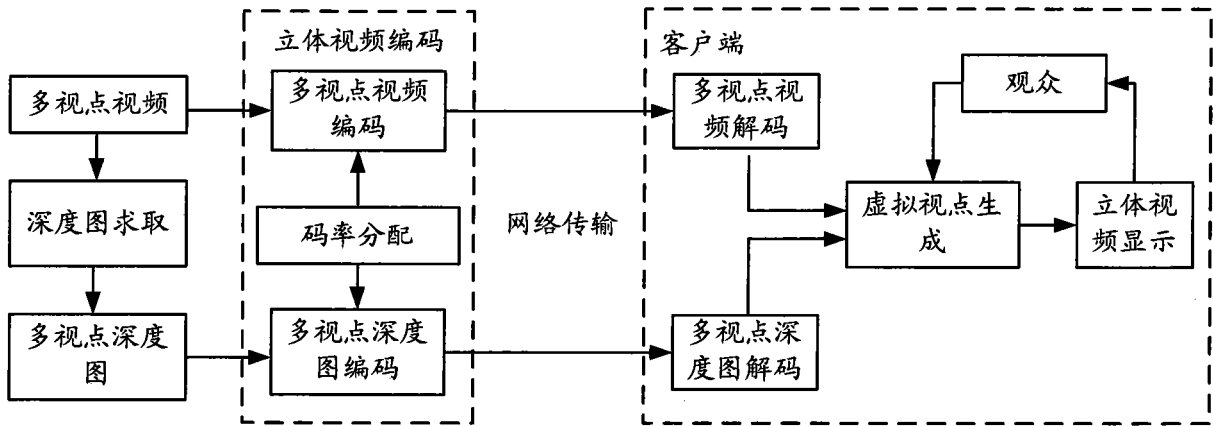 立体视频编码
客户端
多视点视频
多视点视频
编码
多视点视
频解码
观众
深度图求取
码率分配
网络传输
虚拟视点生
成
立体视
频显示
多视点深度
图
多视点深度
图编码
多视点深
度图解码